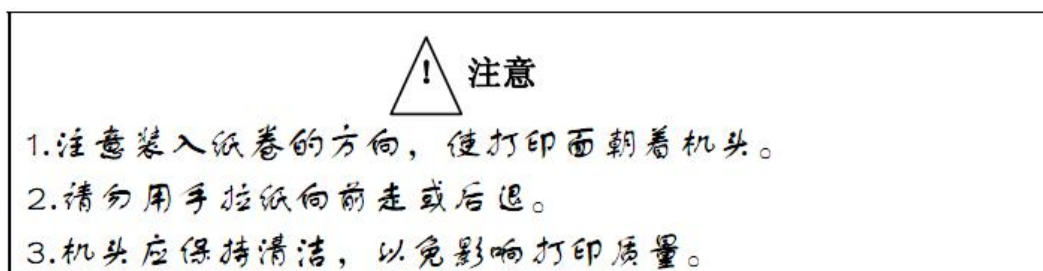 ! 注意
1.注意装入纸卷的方向，使打印面朝着机头。
2.请勿用手拉纸向前走或后退。
3.机头应保持清洁，以免影响打印质量。